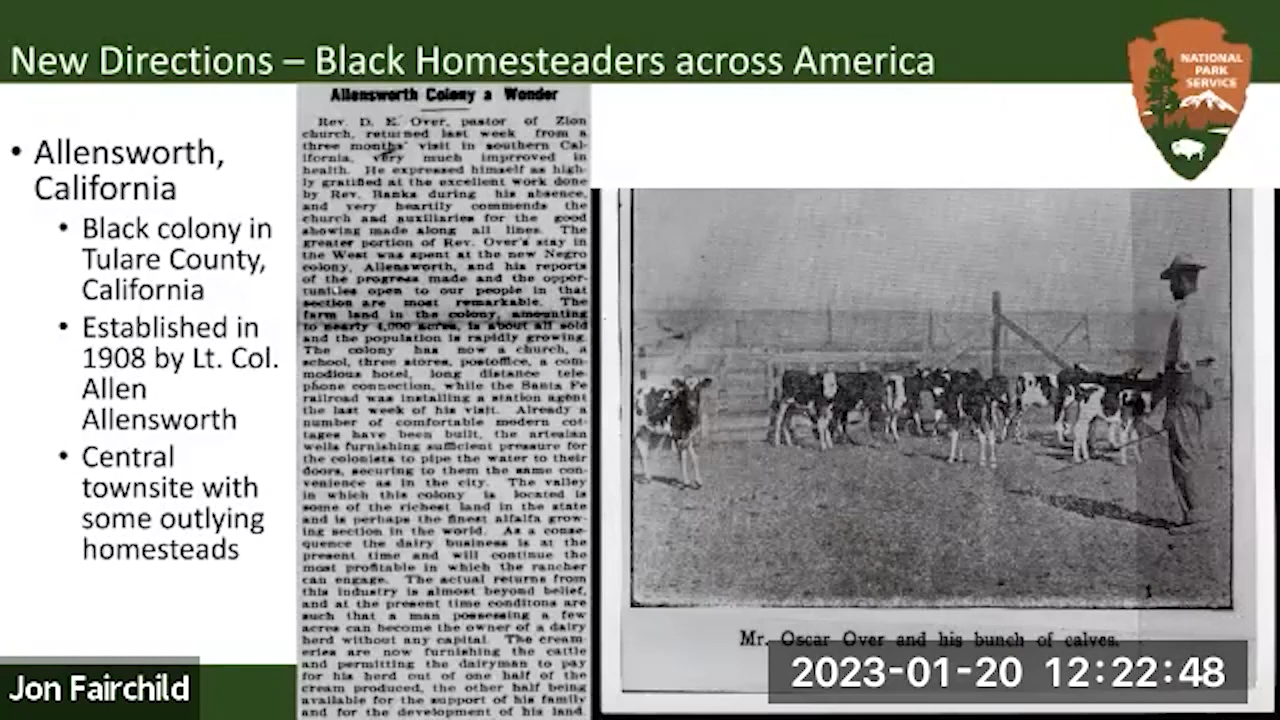 New Directions – Black Homesteaders across America
NATIONAL
PARK
SERVICE
• Allensworth,
California
• Black colony in
Tulare County,
California
• Established in
1908 by Lt. Col.
Allen
Allensworth
• Central
townsite with
some outlying
homesteads
Allensworth Colony a Wonder
Rev. D. E. Over, pastor of Zion
church, returned last week from a
three months' visit in southern Cal-
ifornia, very much improved in
health. He expressed himself as high-
ly gratified at the excellent work done
by Rev. Banks during his absence,
and very heartily commends the
church and auxiliaries for the good
showing made along all lines. The
greater portion of Rev. Over's stay in
the West was spent at the new Negro
colony, Allensworth, and his reports
of the progress made and the oppor-
tunities open to our people in that
section are most remarkable. The
farm land in the colony, amounting
to nearly 4,000 acres, is about all sold
and the population is rapidly growing.
The colony has now a church, a
school, three stores, postoffice, a com-
modious hotel, long distance tele-
phone connection, while the Santa Fe
railroad was installing a station agent
the last week of his visit. Already a
number of comfortable modern cot-
tages have been built, the artesian
wells furnishing sufficient pressure for
the colonists to pipe the water to their
doors, securing to them the same con-
venience as in the city. The valley
in which this colony is located is
some of the richest land in the state
and is perhaps the finest alfalfa grow-
ing section in the world. As a conse-
quence the dairy business is at the
present time and will continue the
most profitable in which the rancher
can engage. The actual returns from
this industry is almost beyond belief,
and at the present time conditons are
such that a man possessing a few
acres can become the owner of a dairy
herd without any capital. The cream-
eries are now furnishing the cattle
and permitting the dairyman to pay
for his herd out of one half of the
cream produced, the other half being
available for the support of his family
and for the development of his land.
Mr. Oscar Over and his bunch of calves.
2023-01-20 12:22:48
Jon Fairchild